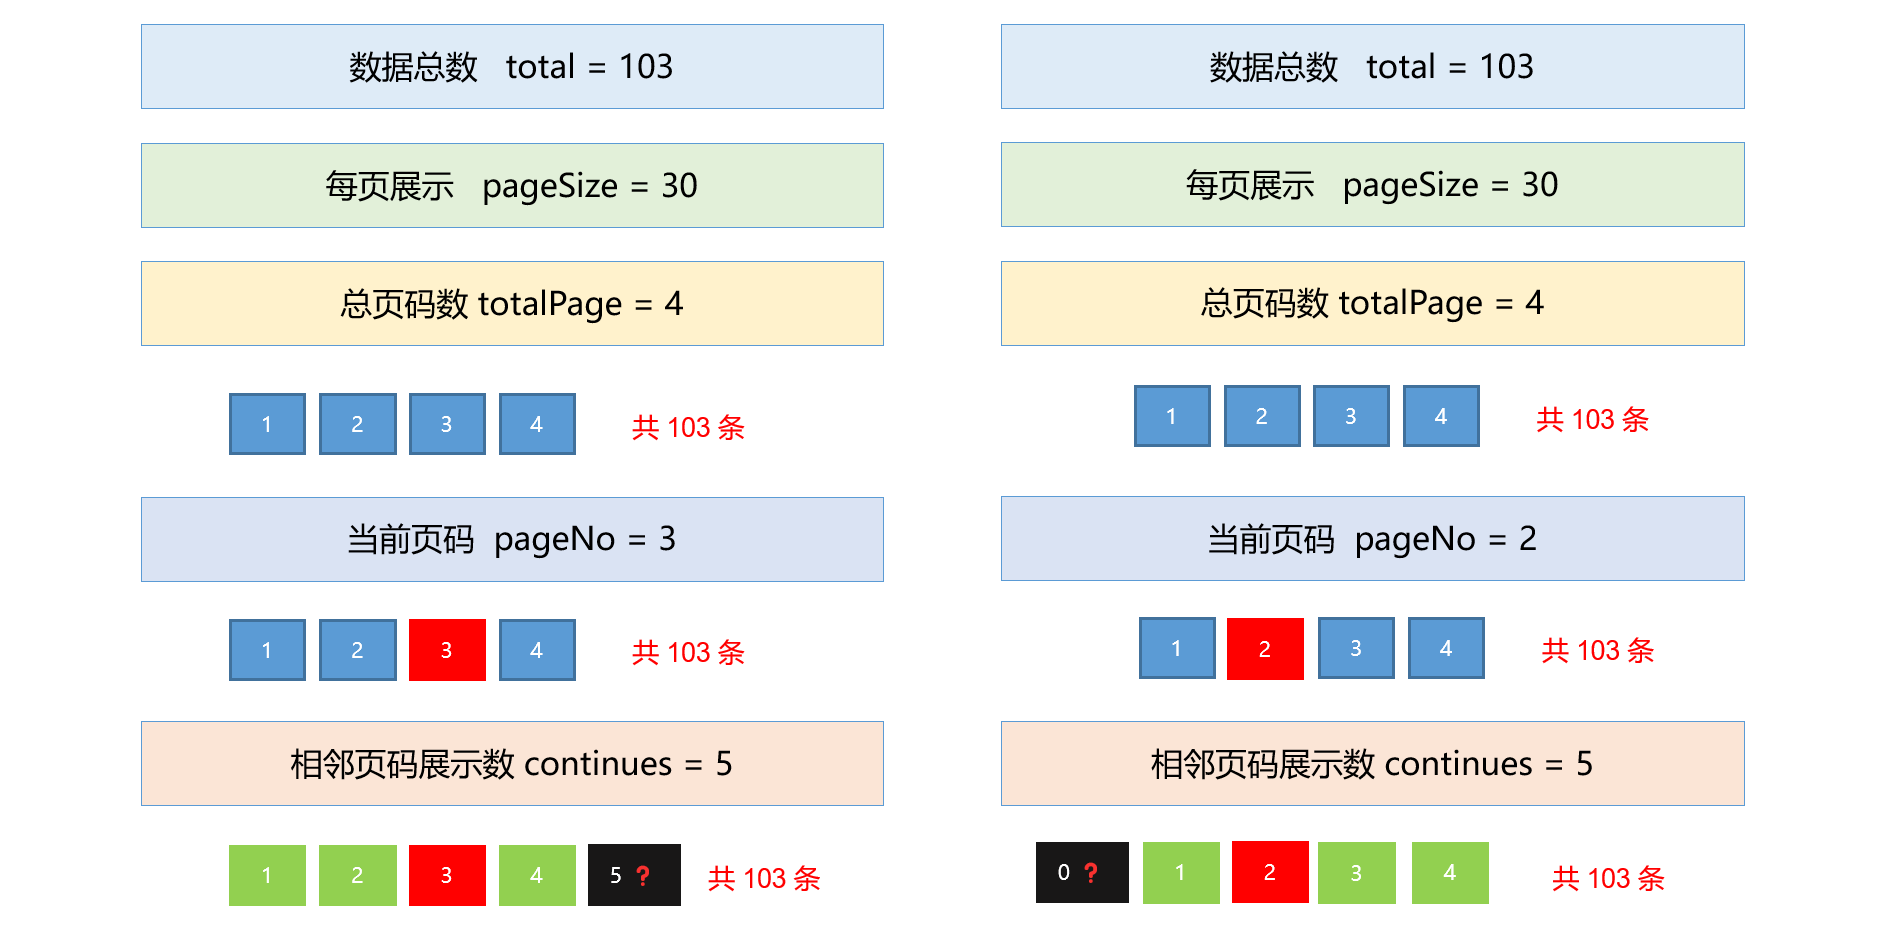 数据总数 total = 103
每页展示 pageSize = 30
总页码数 totalPage = 4
1 2 3 4 共 103 条
当前页码 pageNo = 3
1 2 3 4 共 103 条
相邻页码展示数 continues = 5
1 2 3 4 5 ? 共 103 条
数据总数 total = 103
每页展示 pageSize = 30
总页码数 totalPage = 4
1 2 3 4 共 103 条
当前页码 pageNo = 2
1 2 3 4 共 103 条
相邻页码展示数 continues = 5
0 ? 1 2 3 4 共 103 条